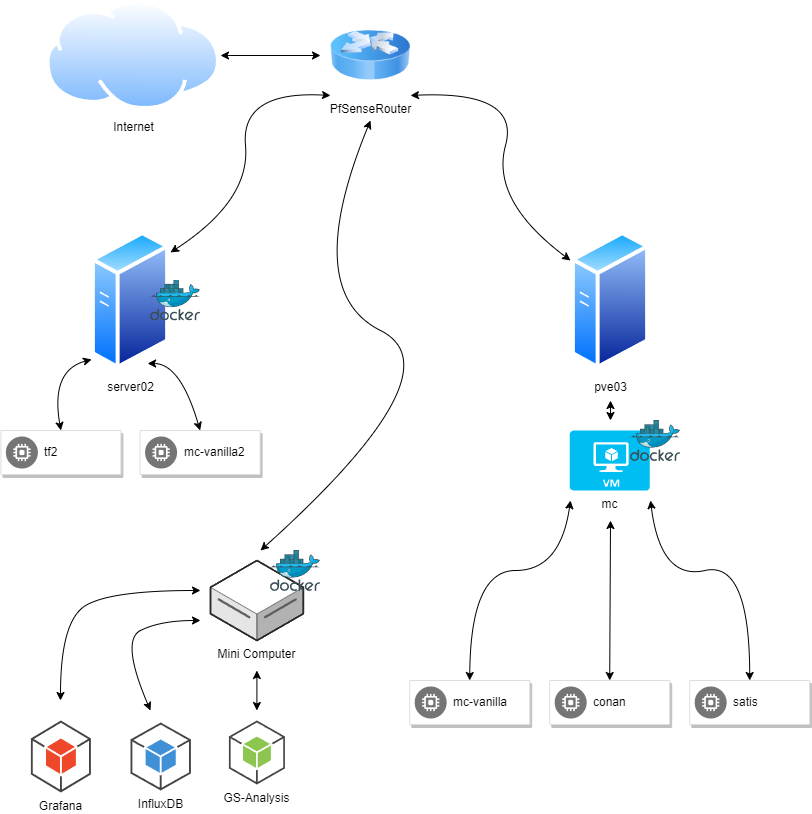 Internet
PfSenseRouter
docker
server02
pve03
tf2
mc-vanilla2
docker
VM
mc
docker
Mini Computer
mc-vanilla
conan
satis
Grafana
InfluxDB
GS-Analysis